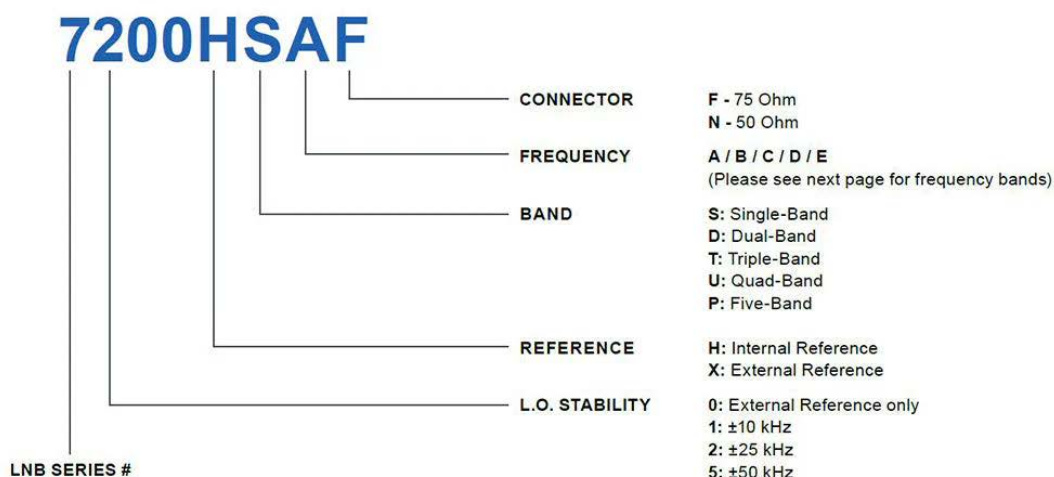 7200HSAF
CONNECTOR F - 75 Ohm
N - 50 Ohm
FREQUENCY A / B / C / D / E
(Please see next page for frequency bands)
BAND S: Single-Band
D: Dual-Band
T: Triple-Band
U: Quad-Band
P: Five-Band
REFERENCE H: Internal Reference
X: External Reference
L.O. STABILITY 0: External Reference only
1: ±10 kHz
2: ±25 kHz
5: ±50 kHz
LNB SERIES #